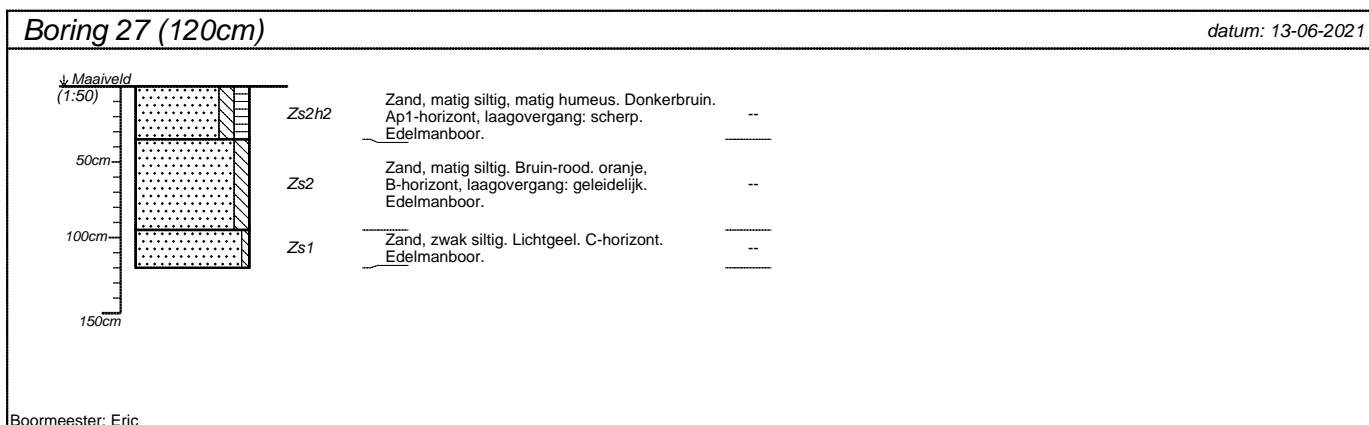 Boring 27 (120cm)
datum: 13-06-2021
Maaiveld
(1:50)
Zs2h2
Zand, matig siltig, matig humeus. Donkerbruin.
Ap1-horizont, laagovergang: scherp.
Edelmanboor.
--
50cm
Zs2
Zand, matig siltig. Bruin-rood. oranje,
B-horizont, laagovergang: geleidelijk.
Edelmanboor.
--
100cm
Zs1
Zand, zwak siltig. Lichtgeel. C-horizont.
Edelmanboor.
--
150cm
Boormeester: Eric